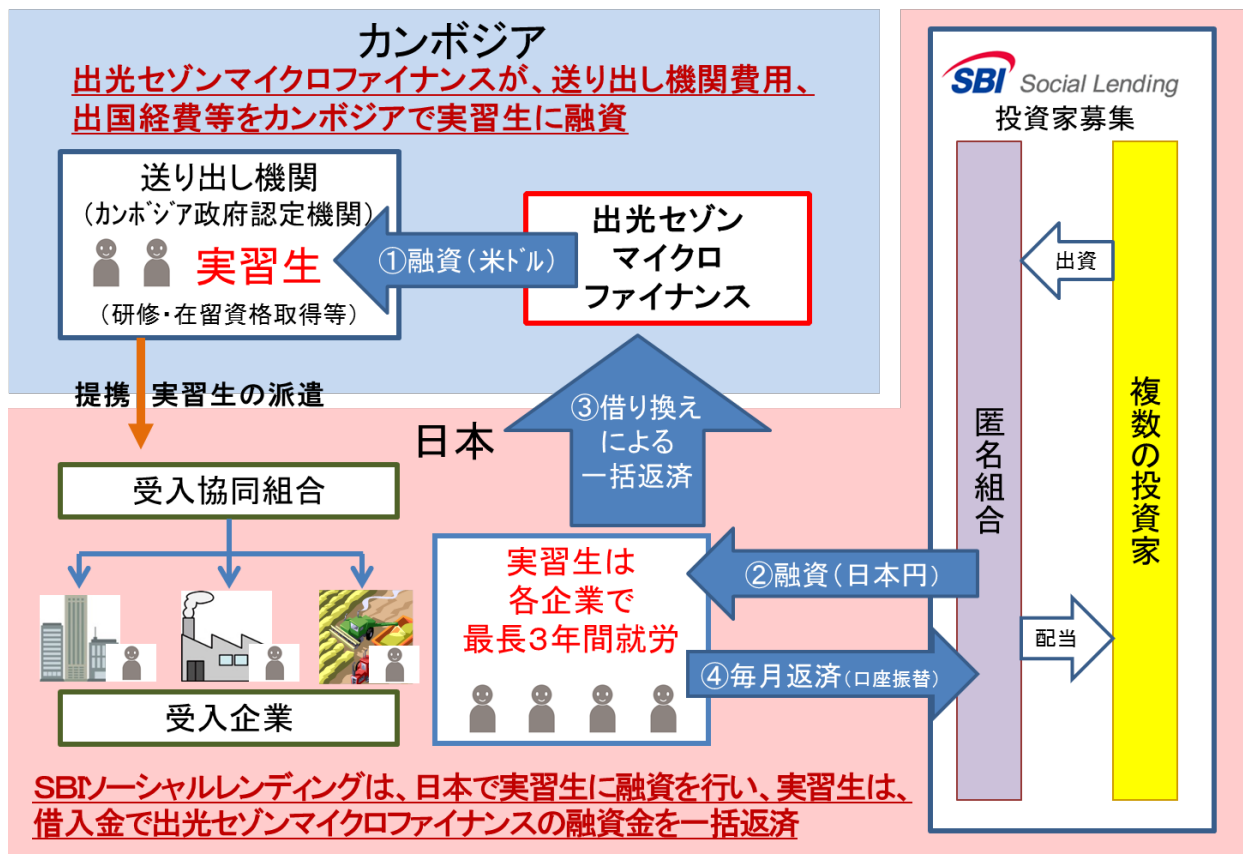 カンボジア
出光セゾンマイクロファイナンスが、送り出し機関費用、
出国経費等をカンボジアで実習生に融資
送り出し機関
(ｶﾝﾎﾞｼﾞｱ政府認定機関)
実習生
(研修・在留資格取得等)
①融資(米ﾄﾞﾙ)
出光セゾン
マイクロ
ファイナンス
提携 実習生の派遣
日本
③借り換え
による
一括返済
受入協同組合
受入企業
実習生は
各企業で
最長3年間就労
②融資(日本円)
④毎月返済(口座振替)
SBI Social Lending
投資家募集
匿名組合
出資
配当
複数の投資家
SBIソーシャルレンディングは、日本で実習生に融資を行い、実習生は、
借入金で出光セゾンマイクロファイナンスの融資金を一括返済